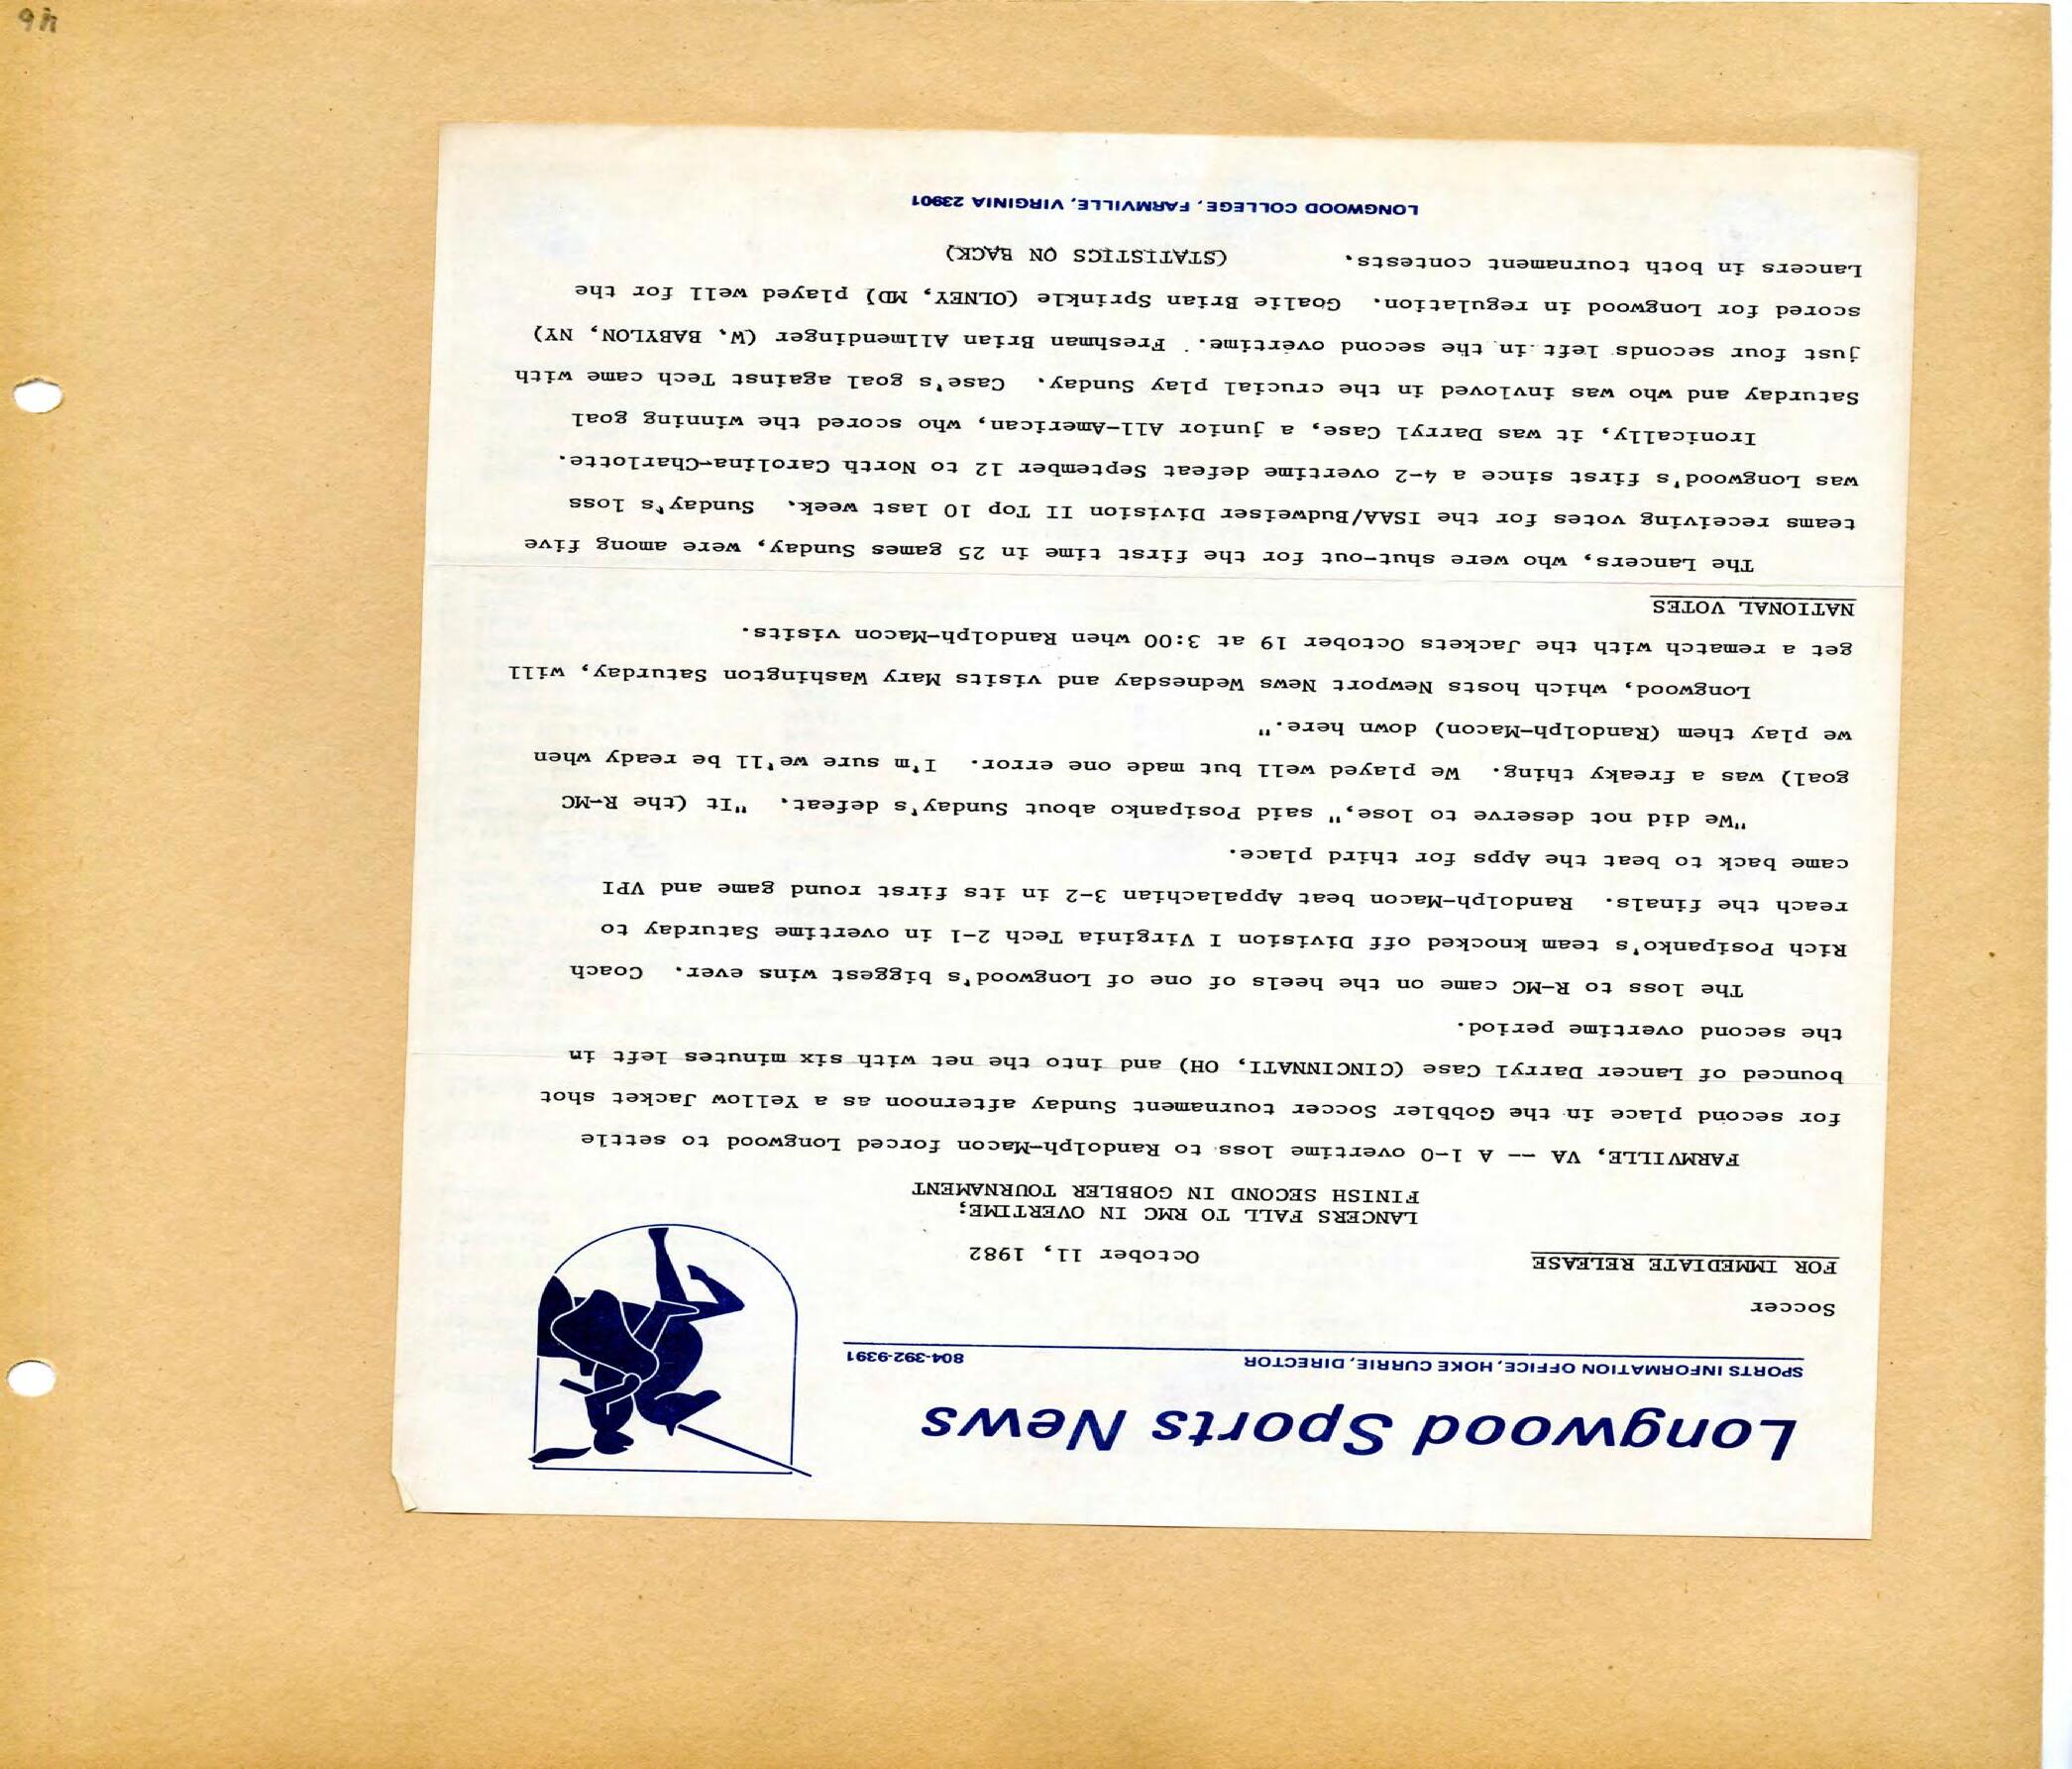 Longwood Sports News
SPORTS INFORMATION OFFICE, HOKE CURRIE, DIRECTOR 804-392-9391
Soccer
FOR IMMEDIATE RELEASE October 11, 1982
LANCERS FALL TO RMC IN OVERTIME;
FINISH SECOND IN GOBBLER TOURNAMENT
FARMVILLE, VA -- A 1-0 overtime loss to Randolph-Macon forced Longwood to settle
for second place in the Gobbler Soccer tournament Sunday afternoon as a Yellow Jacket shot
bounced of Lancer Darryl Case (CINCINNATI, OH) and into the net with six minutes left in
the second overtime period.
The loss to R-MC came on the heels of one of Longwood's biggest wins ever. Coach
Rich Posipanko's team knocked off Division I Virginia Tech 2-1 in overtime Saturday to
reach the finals. Randolph-Macon beat Appalachian 3-2 in its first round game and VPI
came back to beat the Apps for third place.
"We did not deserve to lose," said Posipanko about Sunday's defeat. "It (the R-MC
goal) was a freaky thing. We played well but made one error. I'm sure we'll be ready when
we play them (Randolph-Macon) down here."
Longwood, which hosts Newport News Wednesday and visits Mary Washington Saturday, will
get a rematch with the Jackets October 19 at 3:00 when Randolph-Macon visits.
NATIONAL VOTES
The Lancers, who were shut-out for the first time in 25 games Sunday, were among five
teams receiving votes for the ISAA/Budweiser Division II Top 10 last week. Sunday's loss
was Longwood's first since a 4-2 overtime defeat September 12 to North Carolina-Charlotte.
Ironically, it was Darryl Case, a junior All-American, who scored the winning goal
Saturday and who was invloved in the crucial play Sunday. Case's goal against Tech came with
just four seconds left in the second overtime. Freshman Brian Allmendinger (W. BABYLON, NY)
scored for Longwood in regulation. Goalie Brian Sprinkle (OLNEY, MD) played well for the
Lancers in both tournament contests. (STATISTICS ON BACK)
LONGWOOD COLLEGE, FARMVILLE, VIRGINIA 23901